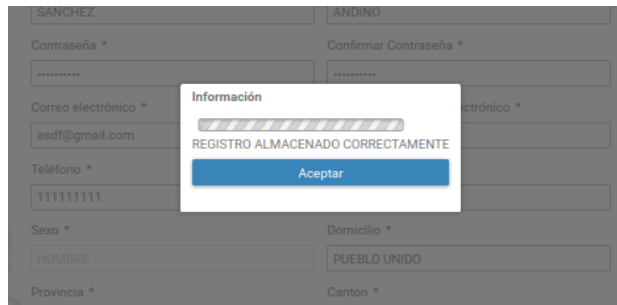 SANCHEZ ANDINO
Contraseña * Confirmar Contraseña *
•••••••••• ••••••••••
Información
Correo electrónico * ctrónico *
asdf@gmail.com
REGISTRO ALMACENADO CORRECTAMENTE
Aceptar
Teléfono *
111111111
Sexo * Domicilio *
HOMBRE PUEBLO UNIDO
Provincia * Canton *